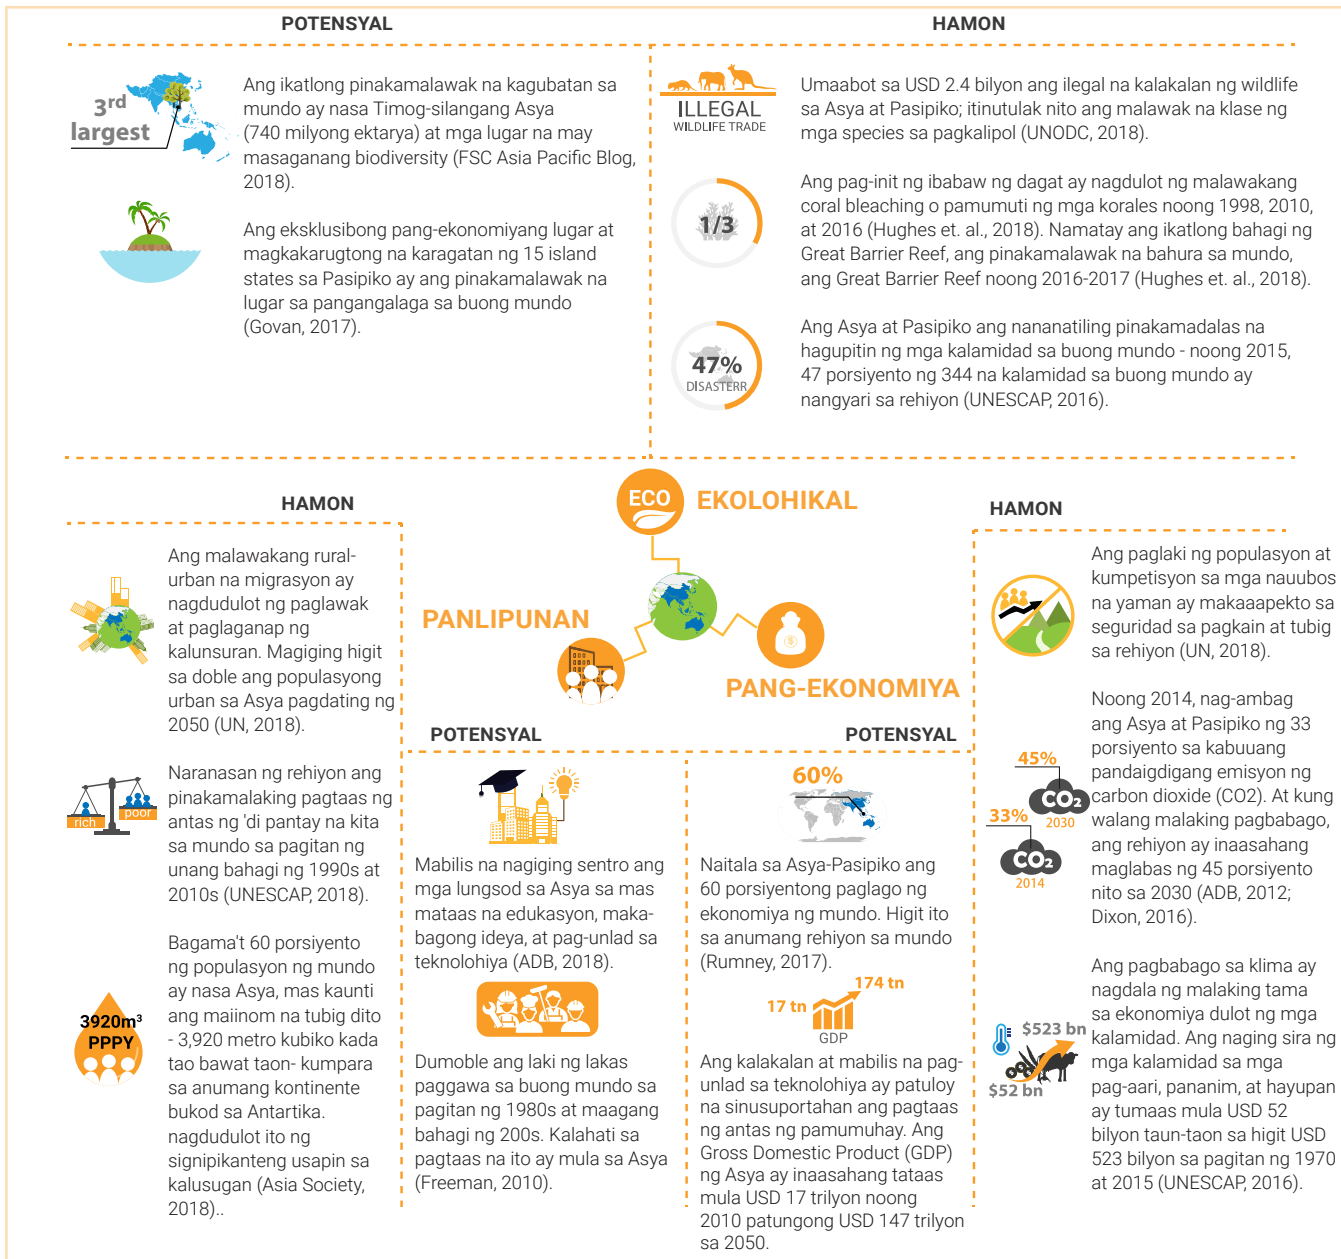 POTENSYAL
3rd
largest
Ang ikatlong pinakamalawak na kagubatan sa
mundo ay nasa Timog-silangang Asya
(740 milyong ektarya) at mga lugar na may
masaganang biodiversity (FSC Asia Pacific Blog,
2018).
Ang eksklusibong pang-ekonomiyang lugar at
magkakarugtong na karagatan ng 15 island
states sa Pasipiko ay ang pinakamalawak na
lugar sa pangangalaga sa buong mundo
(Govan, 2017).
HAMON
ILLEGAL
WILDLIFE TRADE
Umaabot sa USD 2.4 bilyon ang ilegal na kalakalan ng wildlife
sa Asya at Pasipiko; itinutulak nito ang malawak na klase ng
mga species sa pagkalipol (UNODC, 2018).
1/3
Ang pag-init ng ibabaw ng dagat ay nagdulot ng malawakang
coral bleaching o pamumuti ng mga korales noong 1998, 2010,
at 2016 (Hughes et. al., 2018). Namatay ang ikatlong bahagi ng
Great Barrier Reef, ang pinakamalawak na bahura sa mundo,
ang Great Barrier Reef noong 2016-2017 (Hughes et. al., 2018).
47%
DISASTERR
Ang Asya at Pasipiko ang nananatiling pinakamadalas na
hagupitin ng mga kalamidad sa buong mundo - noong 2015,
47 porsiyento ng 344 na kalamidad sa buong mundo ay
nangyari sa rehiyon (UNESCAP, 2016).
ECO
EKOLOHIKAL
PANLIPUNAN
PANG-EKONOMIYA
HAMON
Ang malawakang rural-
urban na migrasyon ay
nagdudulot ng paglawak
at paglaganap ng
kalunsuran. Magiging higit
sa doble ang populasyong
urban sa Asya pagdating ng
2050 (UN, 2018).
rich
poor
Naranasan ng rehiyon ang
pinakamalaking pagtaas ng
antas ng 'di pantay na kita
sa mundo sa pagitan ng
unang bahagi ng 1990s at
2010s (UNESCAP, 2018).
3920m³
PPPY
Bagama't 60 porsiyento
ng populasyon ng mundo
ay nasa Asya, mas kaunti
ang maiinom na tubig dito
- 3,920 metro kubiko kada
tao bawat taon- kumpara
sa anumang kontinente
bukod sa Antartika.
nagdudulot ito ng
signipikanteng usapin sa
kalusugan (Asia Society,
2018)..
POTENSYAL
Mabilis na nagiging sentro ang
mga lungsod sa Asya sa mas
mataas na edukasyon, maka-
bagong ideya, at pag-unlad sa
teknolohiya (ADB, 2018).
Dumoble ang laki ng lakas
paggawa sa buong mundo sa
pagitan ng 1980s at maagang
bahagi ng 200s. Kalahati sa
pagtaas na ito ay mula sa Asya
(Freeman, 2010).
POTENSYAL
60%
Naitala sa Asya-Pasipiko ang
60 porsiyentong paglago ng
ekonomiya ng mundo. Higit ito
sa anumang rehiyon sa mundo
(Rumney, 2017).
17 tn
174 tn
GDP
Ang kalakalan at mabilis na pag-
unlad sa teknolohiya ay patuloy
na sinusuportahan ang pagtaas
ng antas ng pamumuhay. Ang
Gross Domestic Product (GDP)
ng Asya ay inaasahang tataas
mula USD 17 trilyon noong
2010 patungong USD 147 trilyon
sa 2050.
HAMON
Ang paglaki ng populasyon at
kumpetisyon sa mga nauubos
na yaman ay makaaapekto sa
seguridad sa pagkain at tubig
sa rehiyon (UN, 2018).
45%
CO2
2030
33%
CO2
2014
Noong 2014, nag-ambag
ang Asya at Pasipiko ng 33
porsiyento sa kabuuang
pandaigdigang emisyon ng
carbon dioxide (CO2). At kung
walang malaking pagbabago,
ang rehiyon ay inaasahang
maglabas ng 45 porsiyento
nito sa 2030 (ADB, 2012;
Dixon, 2016).
$523 bn
$52 bn
Ang pagbabago sa klima ay
nagdala ng malaking tama
sa ekonomiya dulot ng mga
kalamidad. Ang naging sira ng
mga kalamidad sa mga
pag-aari, pananim, at hayupan
ay tumaas mula USD 52
bilyon taun-taon sa higit USD
523 bilyon sa pagitan ng 1970
at 2015 (UNESCAP, 2016).